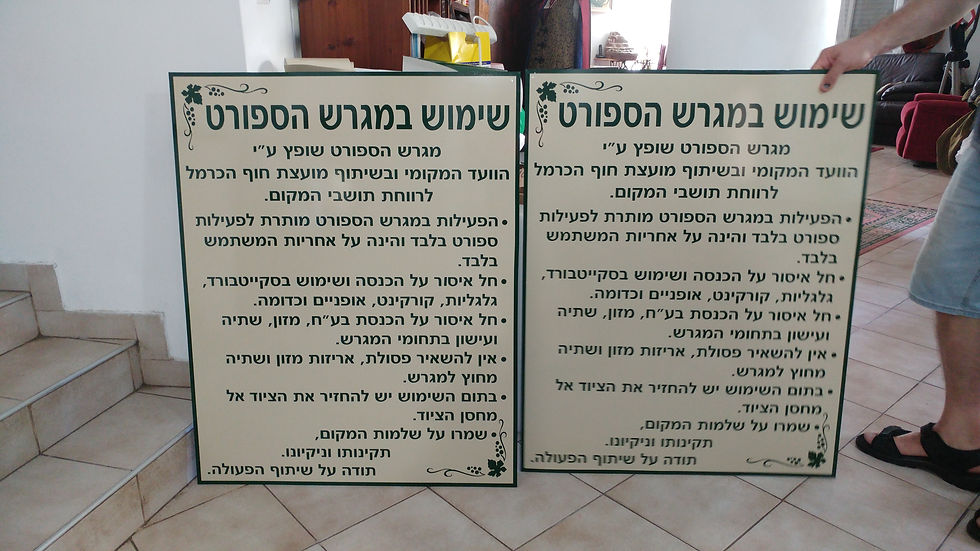 שימוש במגרש הספורט
מגרש הספורט שופץ ע״י
הוועד המקומי ובשיתוף מועצת חוף הכרמל
לרווחת תושבי המקום.
• הפעילות במגרש הספורט מותרת לפעילות
ספורט בלבד והינה על אחריות המשתמש
בלבד.
• חל איסור על הכנסה ושימוש בסקייטבורד,
גלגליות, קורקינט, אופניים וכדומה.
• חל איסור על הכנסת בע״ח, מזון, שתיה
ועישון בתחומי המגרש.
• אין להשאיר פסולת, אריזות מזון ושתיה
מחוץ למגרש.
• בתום השימוש יש להחזיר את הציוד אל
מחסן הציוד.
• שמרו על שלמות המקום,
תקינותו וניקיונו.
תודה על שיתוף הפעולה.
שימוש במגרש הספורט
מגרש הספורט שופץ ע״י
הוועד המקומי ובשיתוף מועצת חוף הכרמל
לרווחת תושבי המקום.
• הפעילות במגרש הספורט מותרת לפעילות
ספורט בלבד והינה על אחריות המשתמש
בלבד.
• חל איסור על הכנסה ושימוש בסקייטבורד,
גלגליות, קורקינט, אופניים וכדומה.
• חל איסור על הכנסת בע״ח, מזון, שתיה
ועישון בתחומי המגרש.
• אין להשאיר פסולת, אריזות מזון ושתיה
מחוץ למגרש.
• בתום השימוש יש להחזיר את הציוד אל
מחסן הציוד.
• שמרו על שלמות המקום,
תקינותו וניקיונו.
תודה על שיתוף הפעולה.